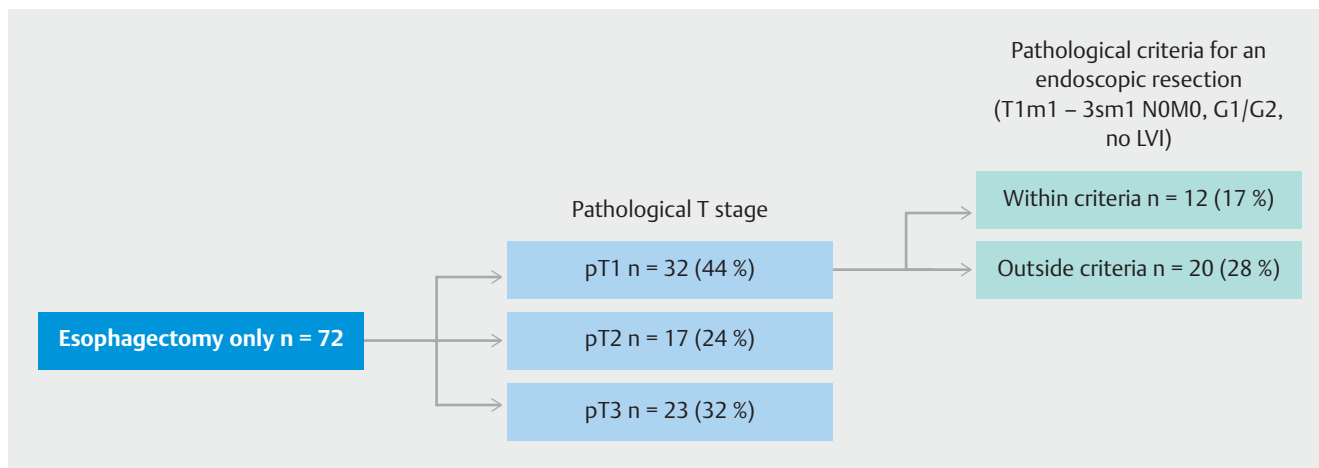 Pathological criteria for an
endoscopic resection
(T1m1 – 3sm1 N0M0, G1/G2,
no LVI)
Within criteria n = 12 (17 %)
Pathological T stage
pT1 n = 32 (44 %)
Outside criteria n = 20 (28 %)
Esophagectomy only n = 72
pT2 n = 17 (24 %)
pT3 n = 23 (32 %)